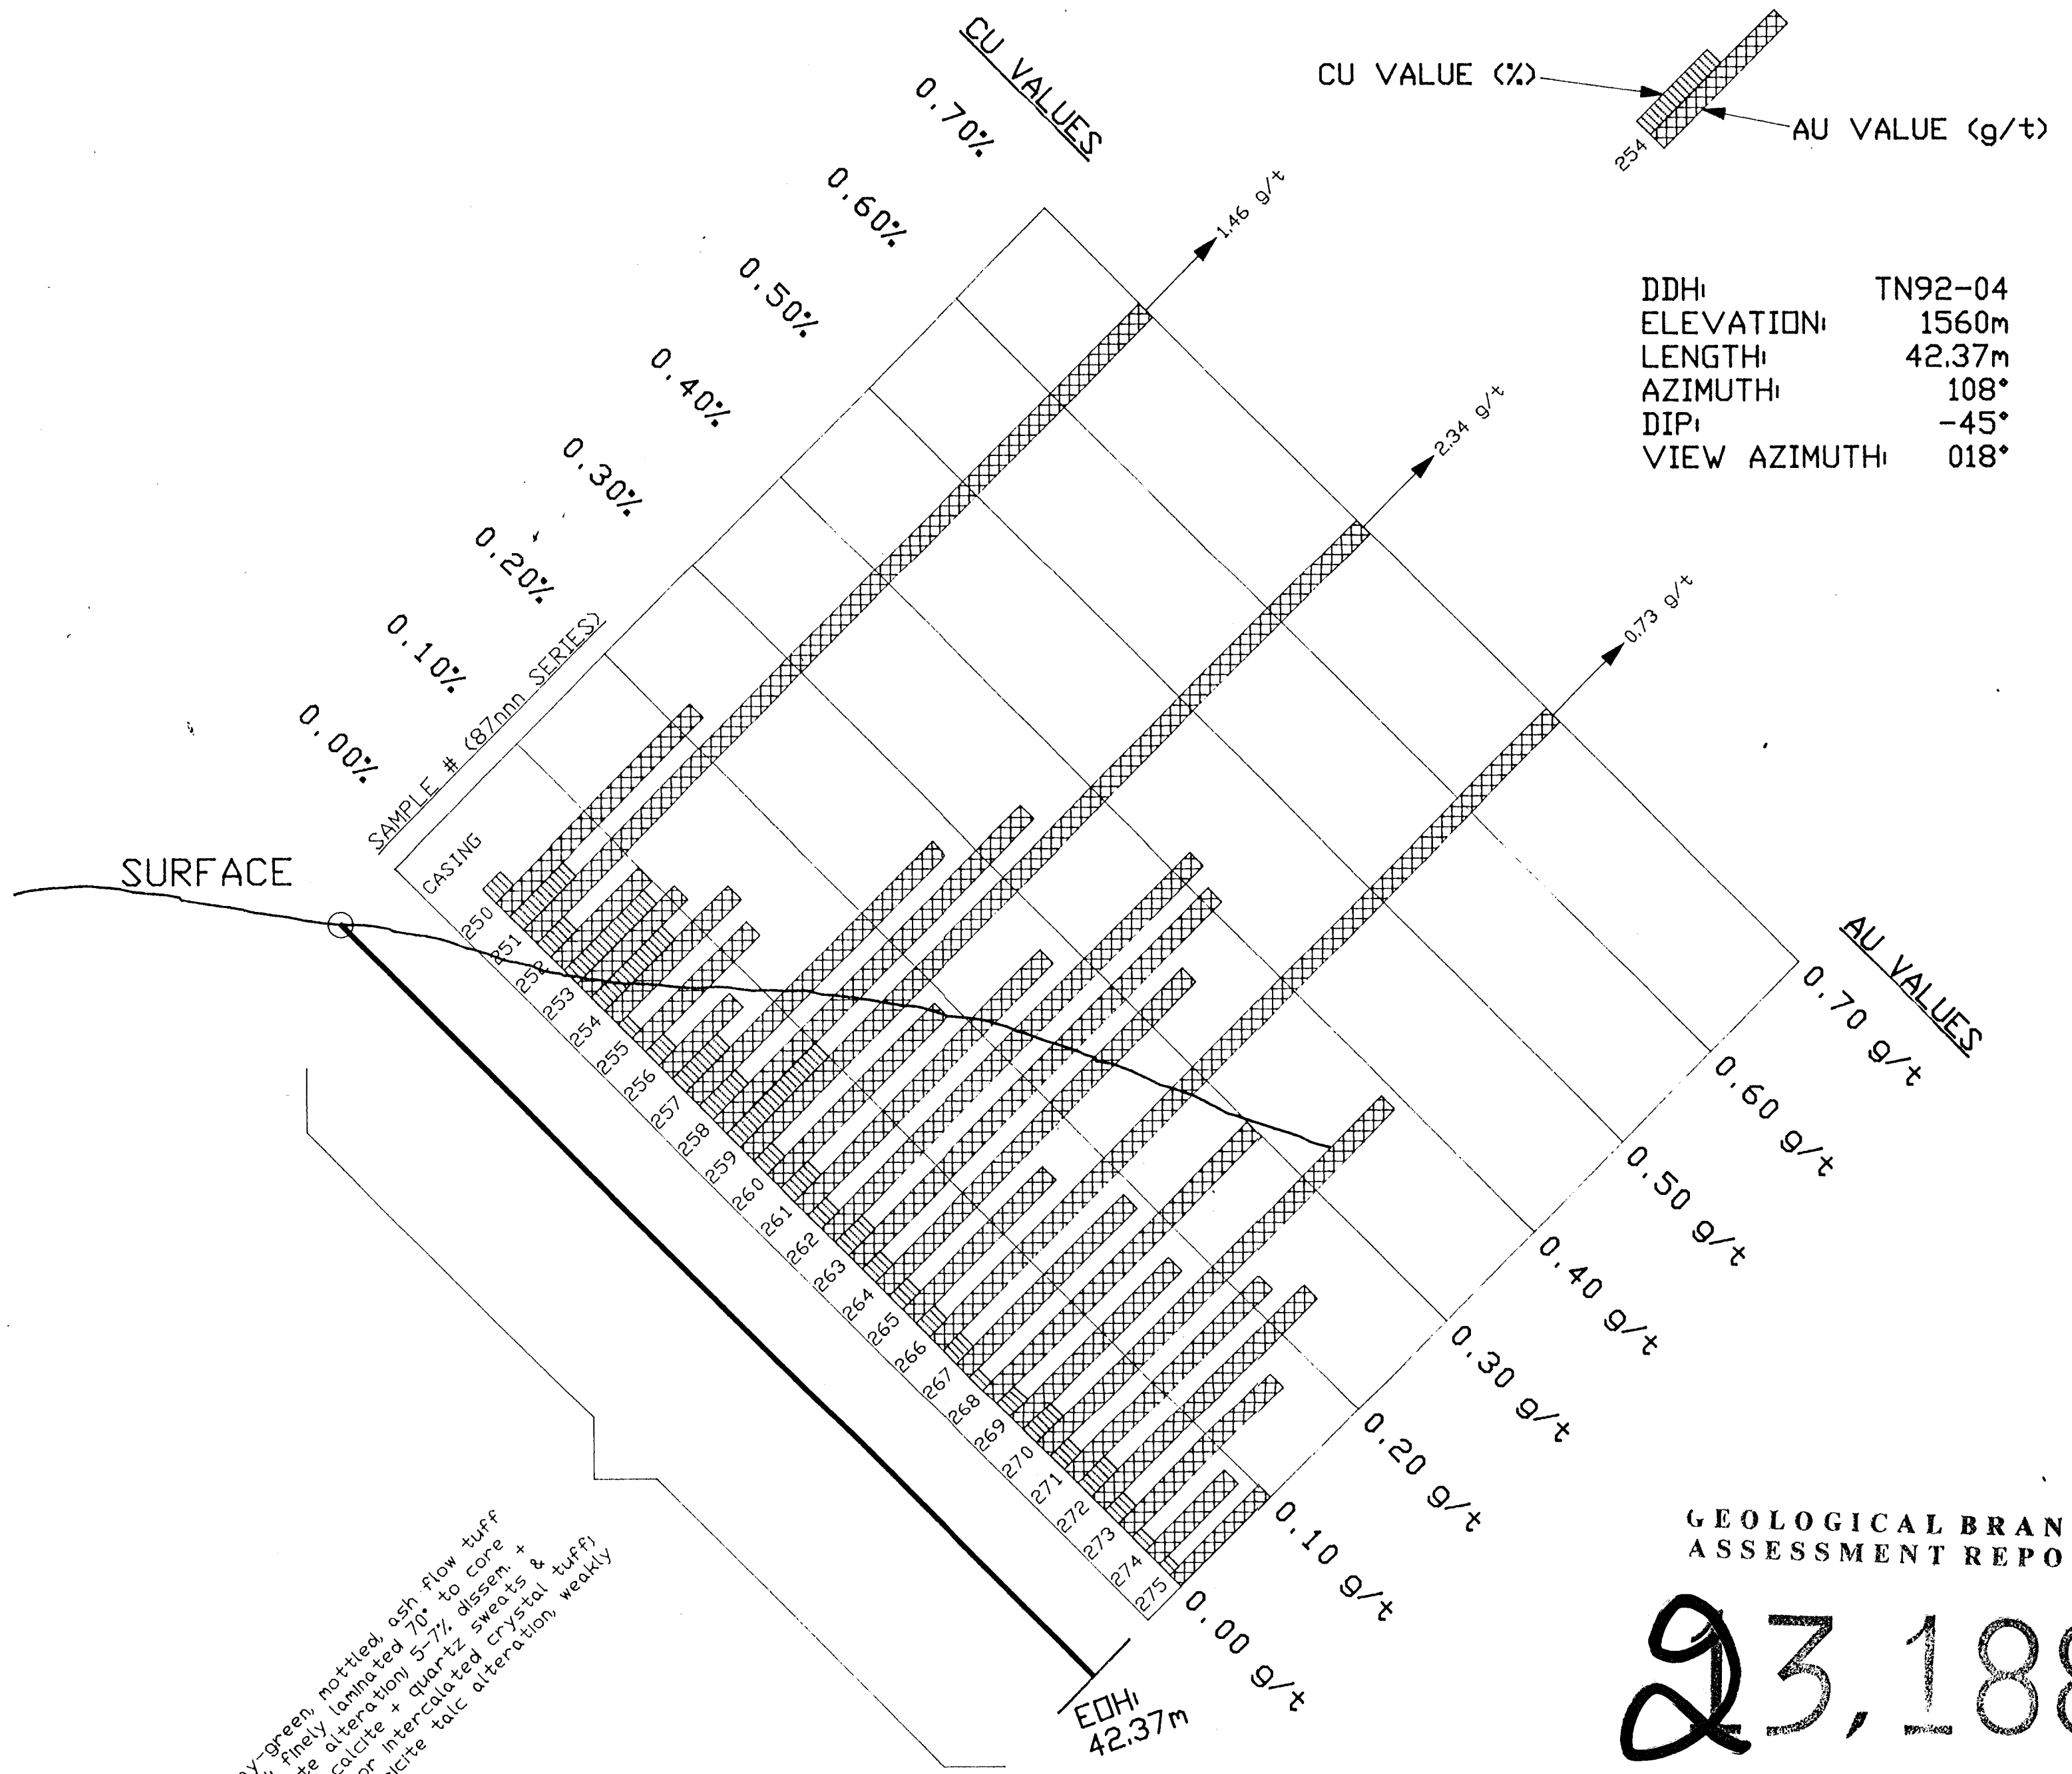 CU VALUES
0.70%
0.60%
0.50%
0.40%
0.30%
0.20%
0.10%
0.00%
CU VALUE (%)
AU VALUE (g/t)
254
1.46 g/t
2.34 g/t
0.73 g/t
DDH: TN92-04
ELEVATION: 1560m
LENGTH: 42.37m
AZIMUTH: 108°
DIP: -45°
VIEW AZIMUTH: 018°
SAMPLE # (87nnn SERIES)
CASING
SURFACE
250
251
252
253
254
255
256
257
258
259
260
261
262
263
264
265
266
267
268
269
270
271
272
273
274
275
AU VALUES
0.70 g/t
0.60 g/t
0.50 g/t
0.40 g/t
0.30 g/t
0.20 g/t
0.10 g/t
0.00 g/t
EOH:
42.37m
-green, mottled, ash flow tuff
finely laminated 70° to core
alteration; 5-7% dissem. +
calcite + quartz sweats &
intercalated crystal tuff;
talc alteration, weakly
GEOLOGICAL BRAN
ASSESSMENT REPO
23,188